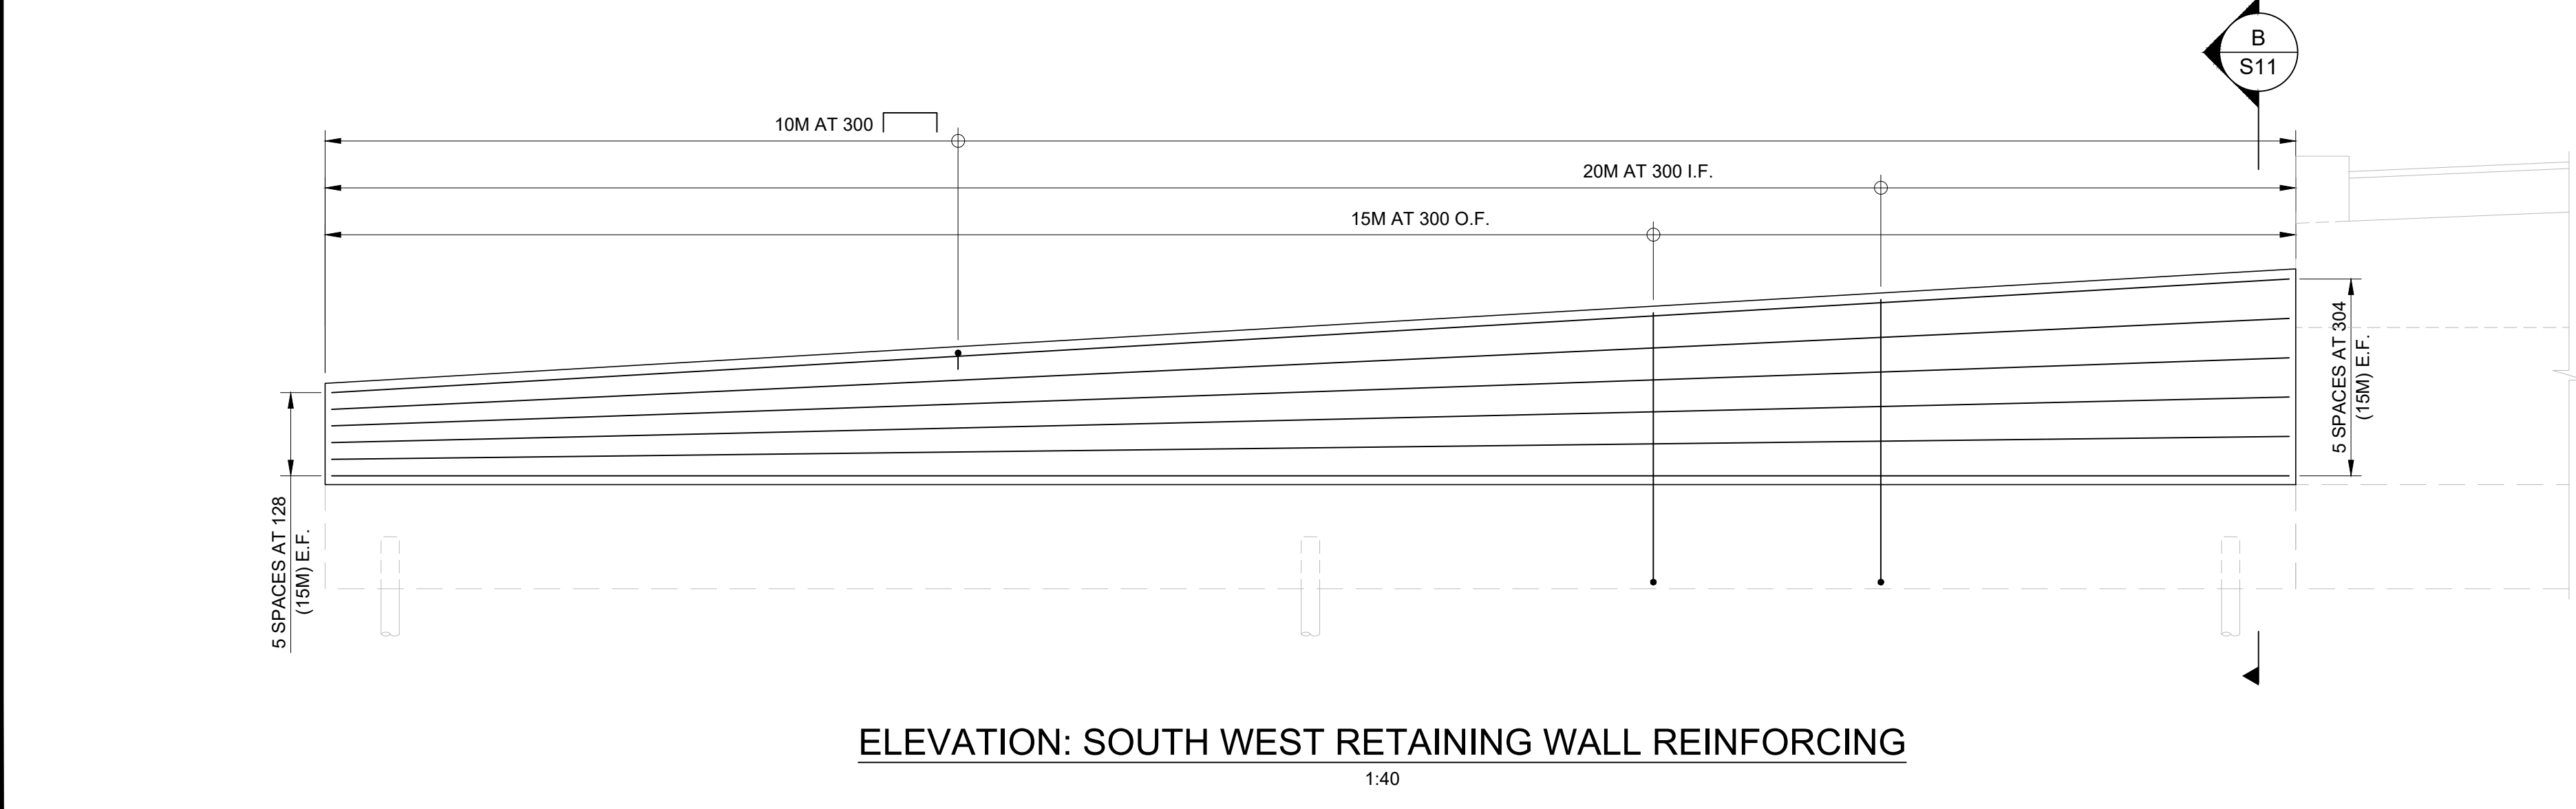 B
S11
10M AT 300
20M AT 300 I.F.
15M AT 300 O.F.
5 SPACES AT 304
(15M) E.F.
5 SPACES AT 128
(15M) E.F.
ELEVATION: SOUTH WEST RETAINING WALL REINFORCING
1:40